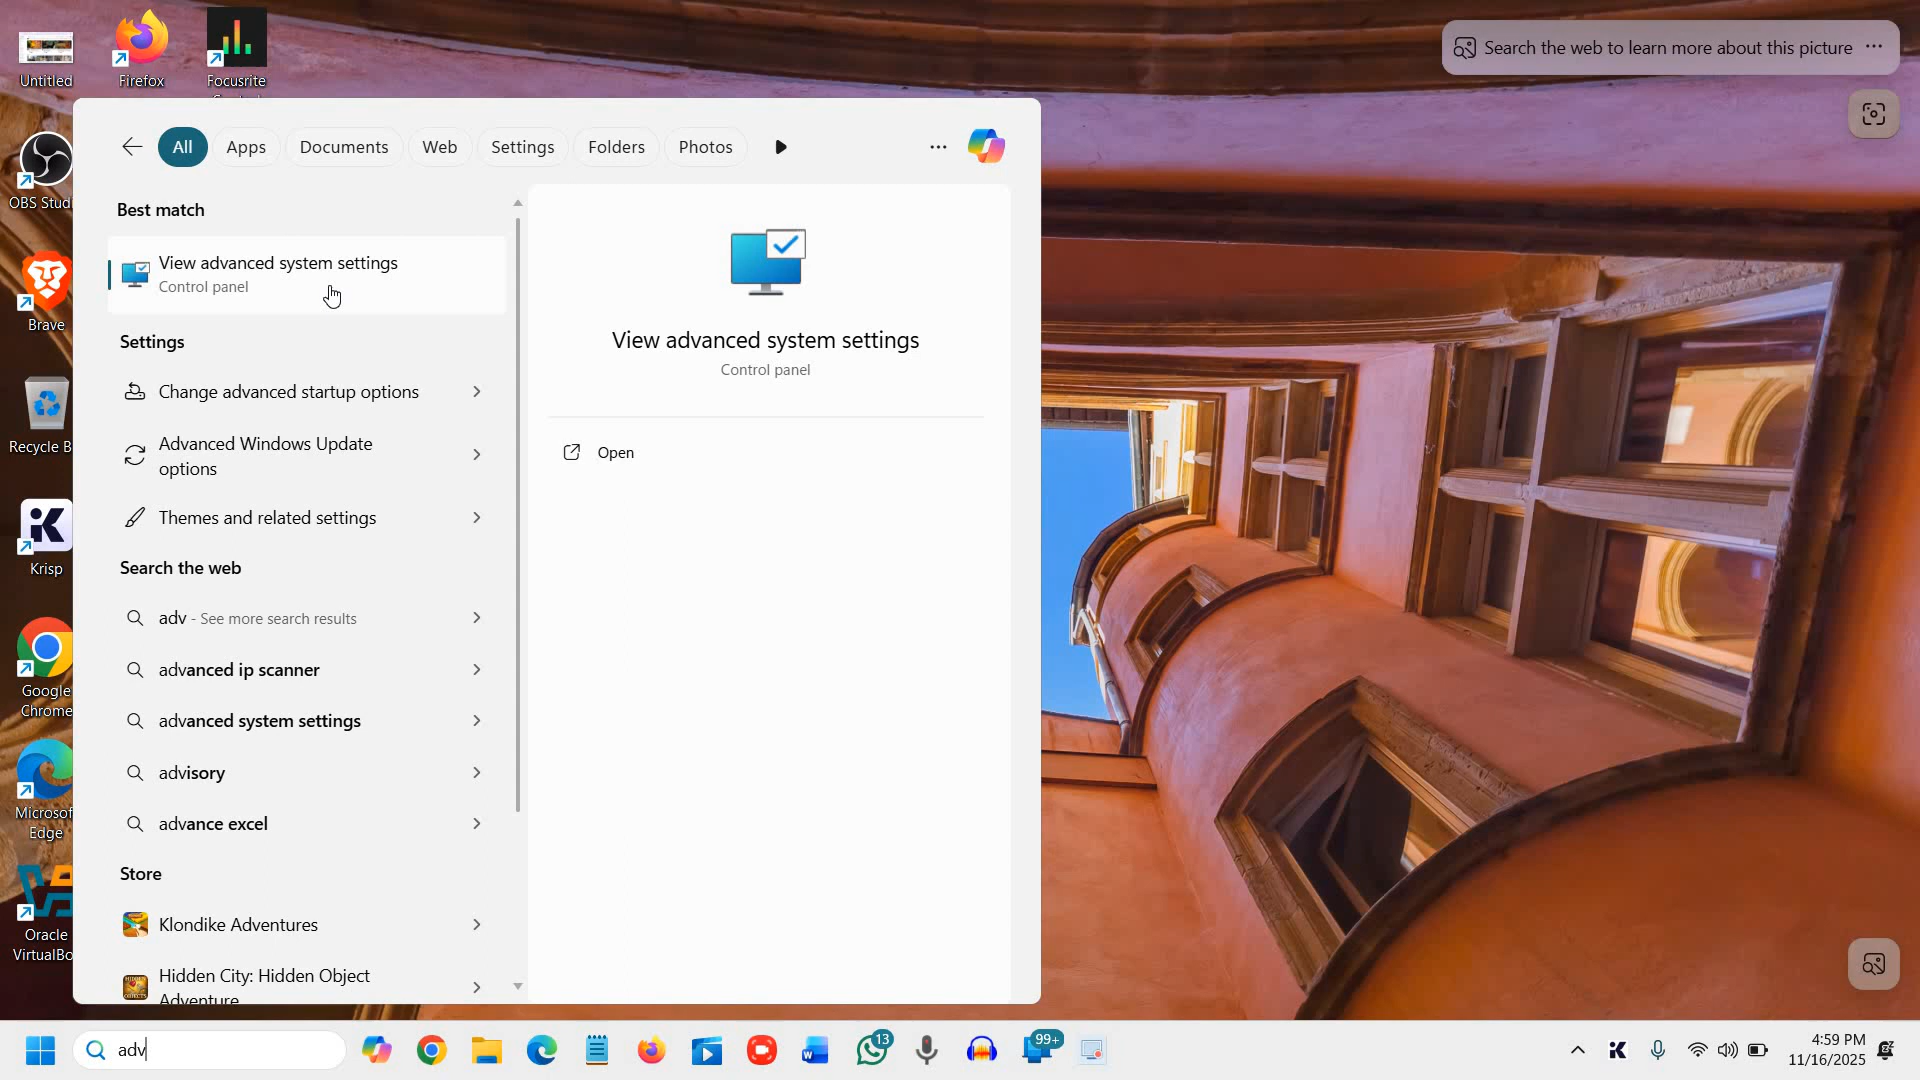 Untitled
Firefox
Focusrite
Search the web to learn more about this picture
All
Apps
Documents
Web
Settings
Folders
Photos
Best match
View advanced system settings
Control panel
Settings
Change advanced startup options
Advanced Windows Update
options
Themes and related settings
Search the web
adv - See more search results
advanced ip scanner
advanced system settings
advisory
advance excel
Store
Klondike Adventures
Hidden City: Hidden Object
Adventure
View advanced system settings
Control panel
Open
OBS Studi
Brave
Recycle B
Krisp
Google
Chrome
Microsof
Edge
Oracle
VirtualBo
adv
13
99+
4:59 PM
11/16/2025